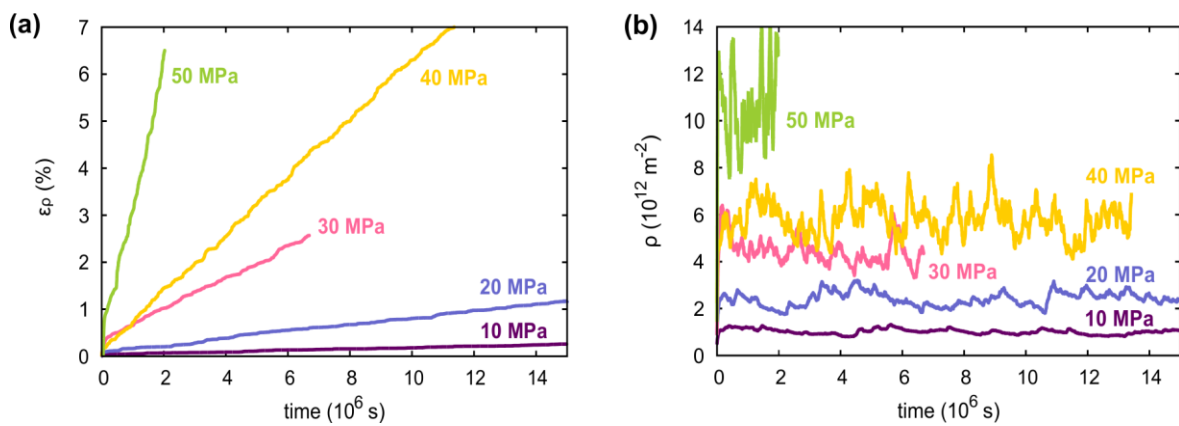 (a)
7
6
5
4
3
2
1
0
ερ (%)
50 MPa
40 MPa
30 MPa
20 MPa
10 MPa
0 2 4 6 8 10 12 14
time (10⁶ s)
(b)
14
12
10
8
6
4
2
0
ρ (10¹² m⁻²)
50 MPa
40 MPa
30 MPa
20 MPa
10 MPa
0 2 4 6 8 10 12 14
time (10⁶ s)